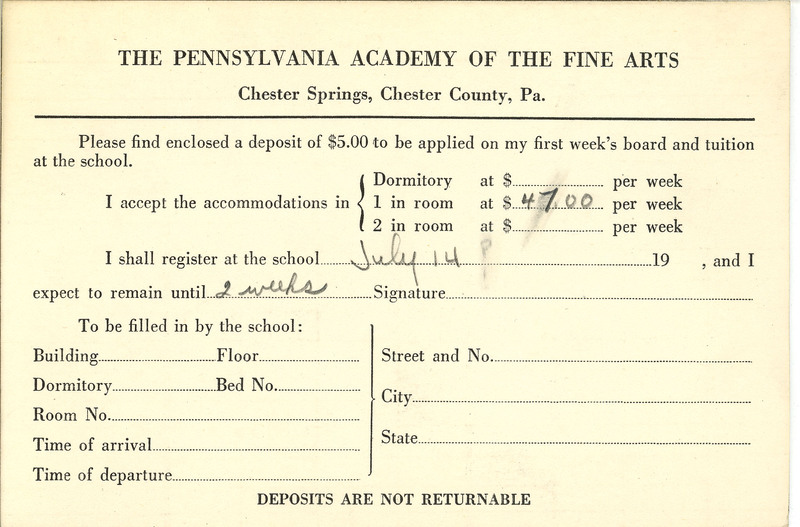 THE PENNSYLVANIA ACADEMY OF THE FINE ARTS
Chester Springs, Chester County, Pa.
Please find enclosed a deposit of $5.00 to be applied on my first week's board and tuition
at the school.
Dormitory at $ per week
I accept the accommodations in 1 in room at $ 47.00 per week
2 in room at $ per week
I shall register at the school July 14 ? 19 , and I
expect to remain until 2 weeks Signature
To be filled in by the school:
Building Floor Street and No.
Dormitory Bed No.
City
Room No.
Time of arrival State
Time of departure
DEPOSITS ARE NOT RETURNABLE